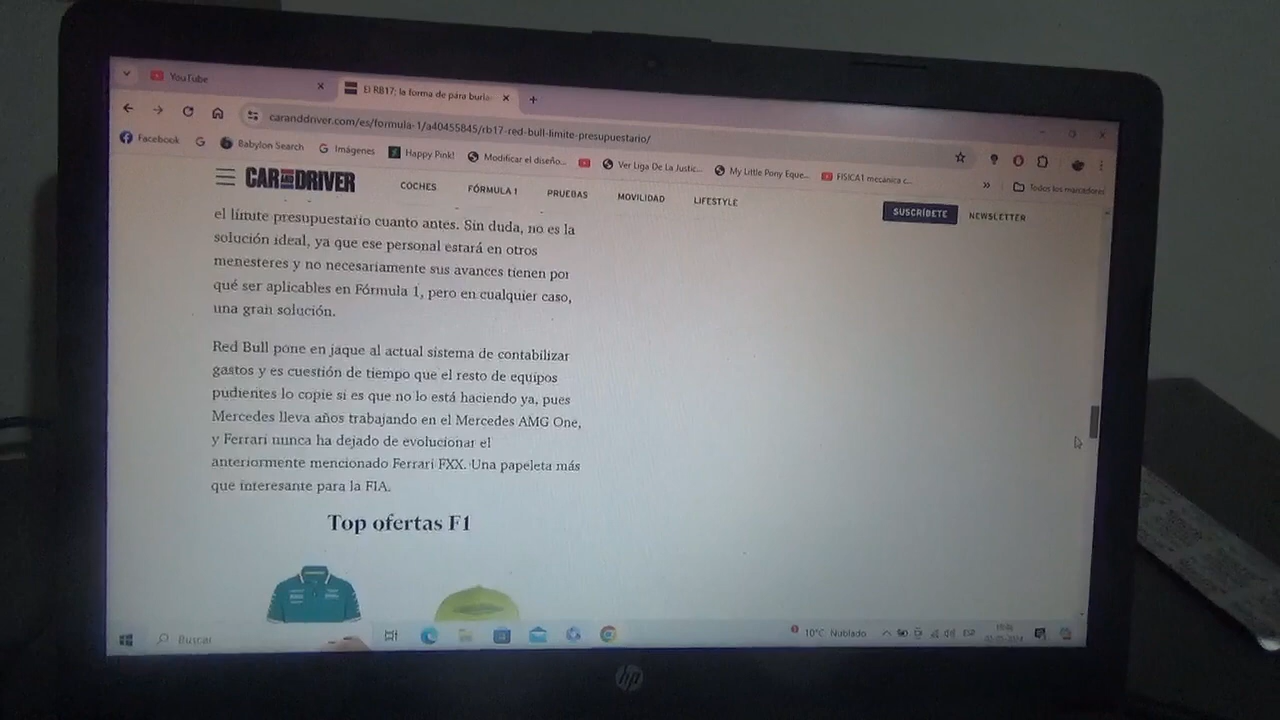 YouTube
El RB17; la forma de para burla
caranddriver.com/es/formula-1/a40455845/rb17-red-bull-limite-presupuestario/
Facebook
G
Babylon Search
Imágenes
Happy Pink!
Modificar el diseño...
Ver Liga De La Justic...
My Little Pony Eque...
FISICA1 mecánica c...
»
Todos los marcadores
CAR AND DRIVER
COCHES
FÓRMULA 1
PRUEBAS
MOVILIDAD
LIFESTYLE
SUSCRÍBETE
NEWSLETTER
el límite presupuestario cuanto antes. Sin duda, no es la
solución ideal, ya que ese personal estará en otros
menesteres y no necesariamente sus avances tienen por
qué ser aplicables en Fórmula 1, pero en cualquier caso,
una gran solución.
Red Bull pone en jaque al actual sistema de contabilizar
gastos y es cuestión de tiempo que el resto de equipos
pudientes lo copie si es que no lo está haciendo ya, pues
Mercedes lleva años trabajando en el Mercedes AMG One,
y Ferrari nunca ha dejado de evolucionar el
anteriormente mencionado Ferrari FXX. Una papeleta más
que interesante para la FIA.
Top ofertas F1
Buscar
10°C Nublado
ESP
hp